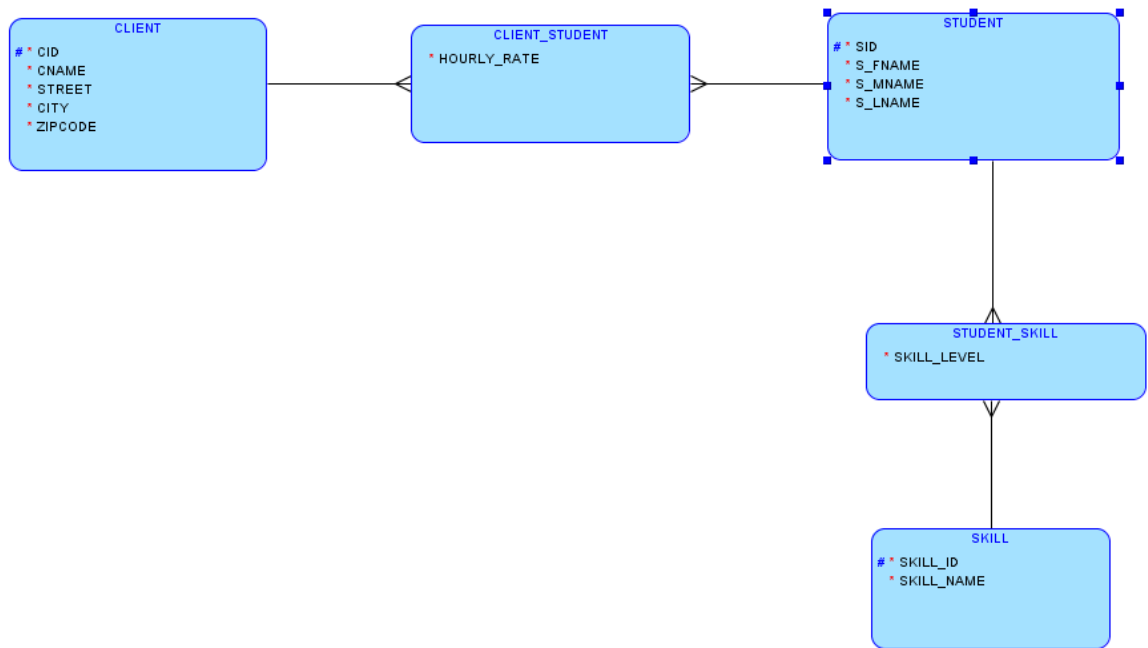 CLIENT
# * CID
* CNAME
* STREET
* CITY
* ZIPCODE
CLIENT_STUDENT
* HOURLY_RATE
STUDENT
# * SID
* S_FNAME
* S_MNAME
* S_LNAME
STUDENT_SKILL
* SKILL_LEVEL
SKILL
# * SKILL_ID
* SKILL_NAME